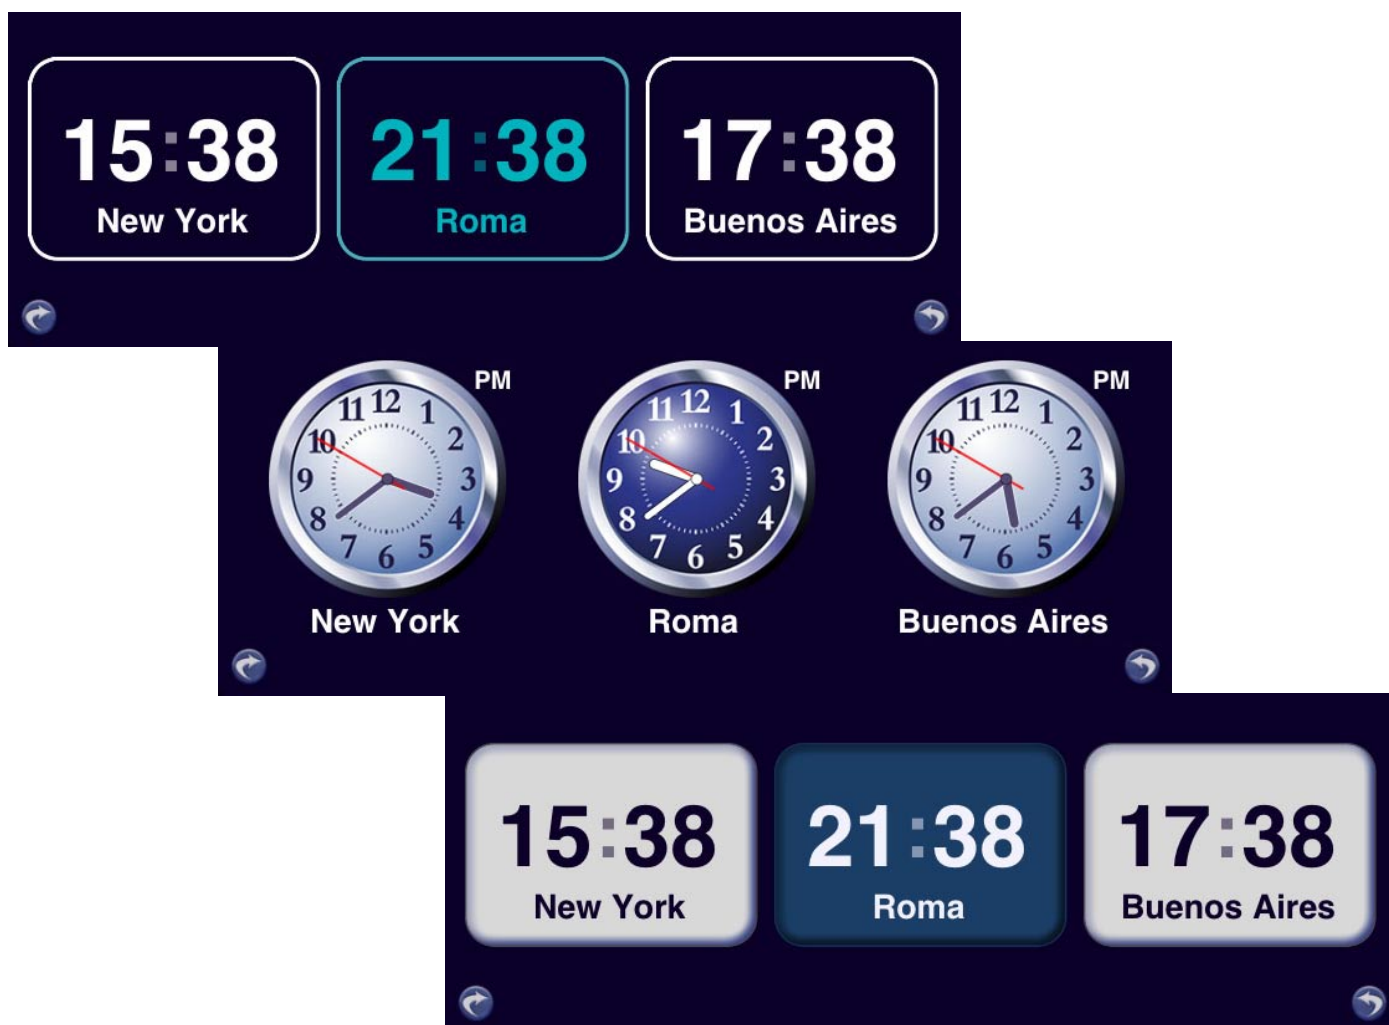 15:38 21:38 17:38
New York Roma Buenos Aires
PM PM PM
11 12 1 11 12 1 11 12 1
10 2 10 2 10 2
9 3 9 3 9 3
8 4 8 4 8 4
7 6 5 7 6 5 7 6 5
New York Roma Buenos Aires
15:38 21:38 17:38
New York Roma Buenos Aires